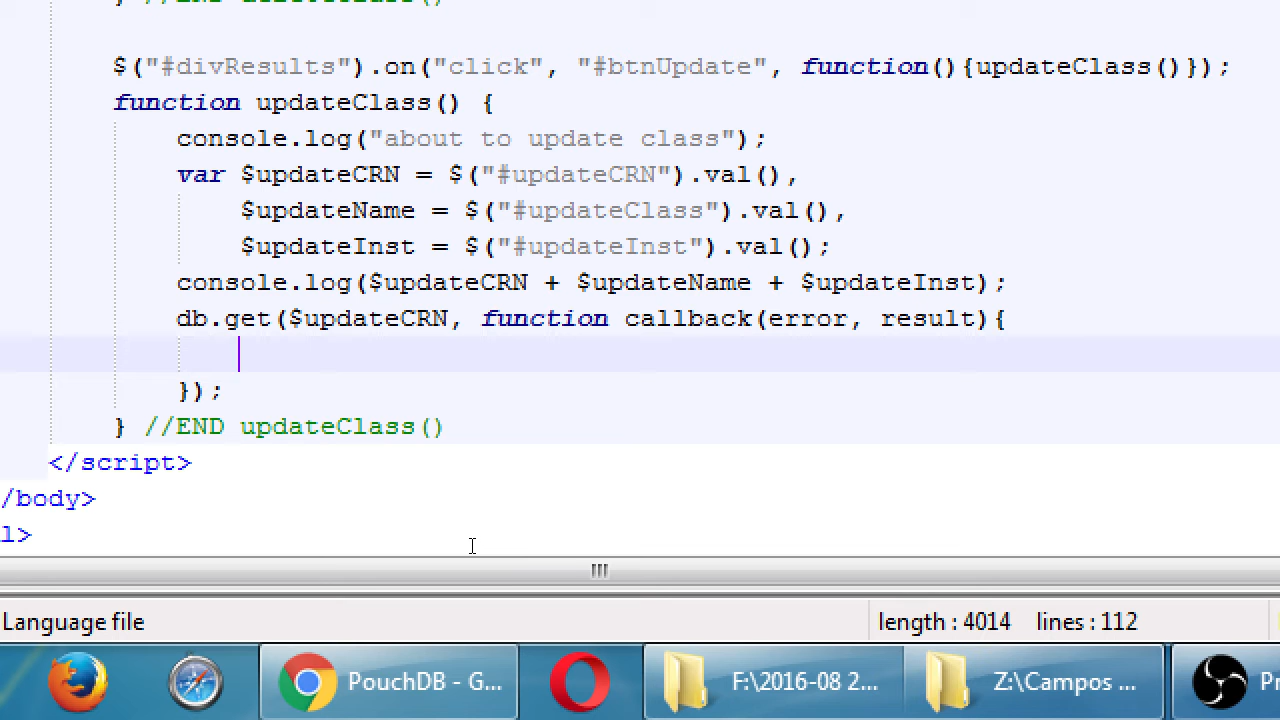 } //END
$("#divResults").on("click", "#btnUpdate", function(){updateClass()});
function updateClass() {
console.log("about to update class");
var $updateCRN = $("#updateCRN").val(),
$updateName = $("#updateClass").val(),
$updateInst = $("#updateInst").val();
console.log($updateCRN + $updateName + $updateInst);
db.get($updateCRN, function callback(error, result){
});
} //END updateClass()
</script>
/body>
l>
Language file
length : 4014 lines : 112
PouchDB - G...
F:\2016-08 2...
Z:\Campos ...
Pr